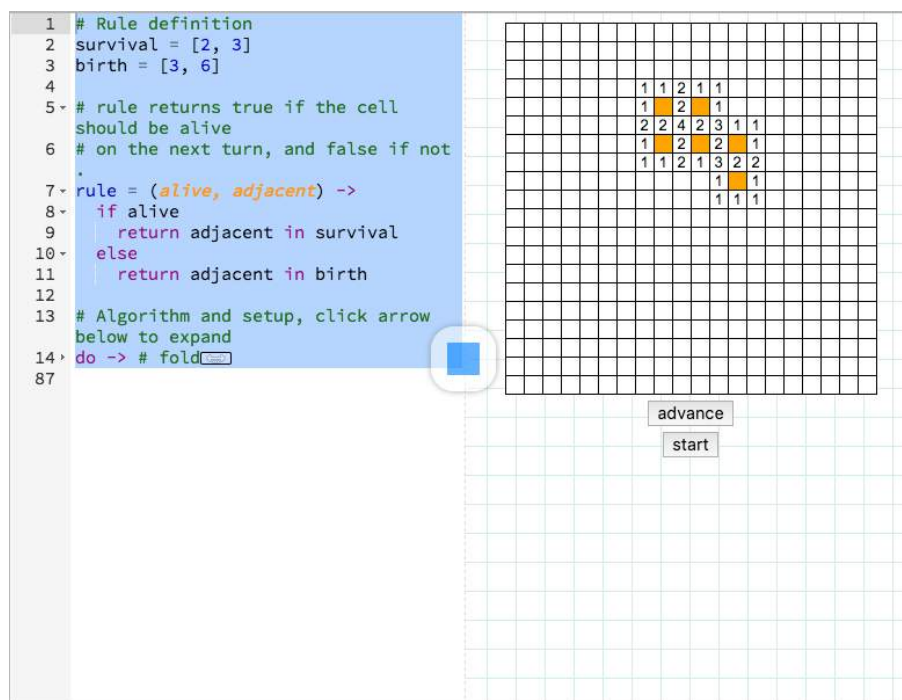 1 # Rule definition
2 survival = [2, 3]
3 birth = [3, 6]
4
5 # rule returns true if the cell
should be alive
6 # on the next turn, and false if not
.
7 rule = (alive, adjacent) ->
8 if alive
9 return adjacent in survival
10 else
11 return adjacent in birth
12
13 # Algorithm and setup, click arrow
below to expand
14 do -> # fold
87
1 1 2 1 1
1 2 1
2 2 4 2 3 1 1
1 2 2 1
1 1 2 1 3 2 2
1 1
1 1 1
advance
start